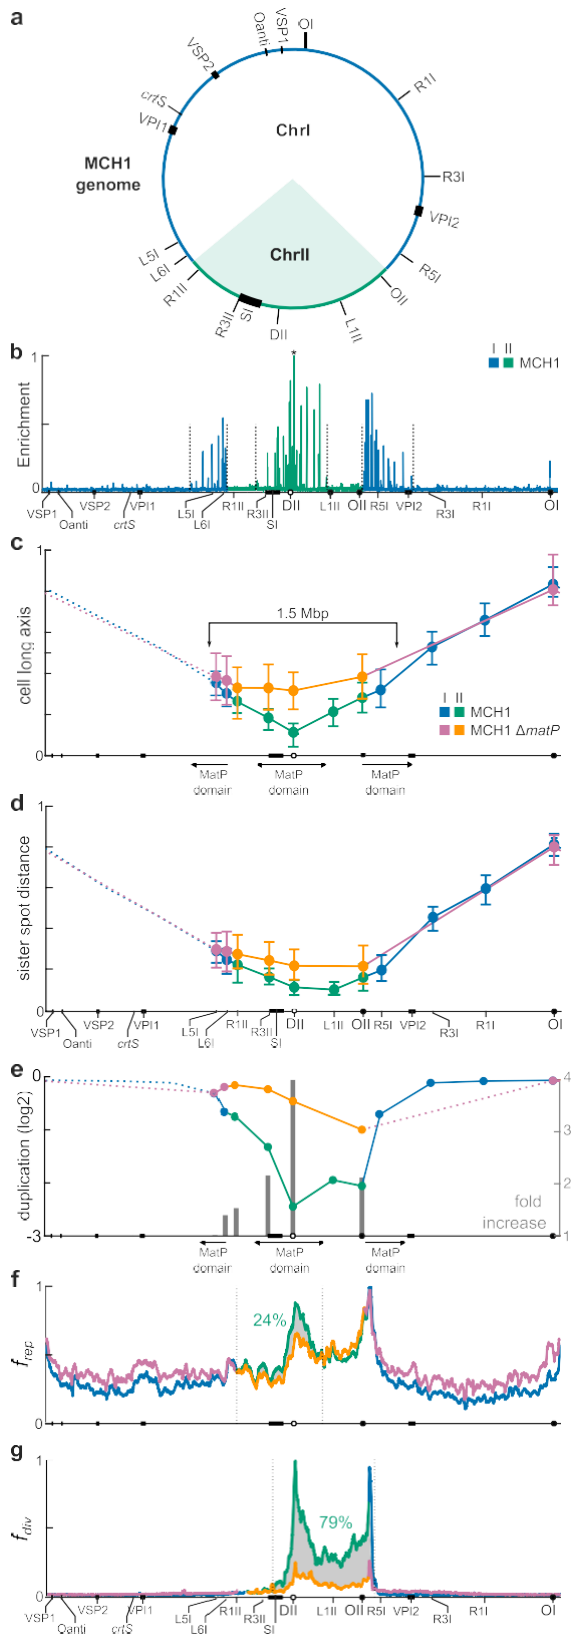 a
OI
VSP1
Oanti
VSP2
crtS
VPI1
R1I
ChrI
MCH1
genome
R3I
VPI2
ChrII
L5I
L6I
R1II
R5I
OII
R3II
SI
DII
L1II
b
1
*
I II
MCH1
Enrichment
0
VSP1 VSP2 VPI1 L5I R1II R3II DII L1II OII R5I VPI2 R1I OI
Oanti crtS L6I SI R3I
c
1
1.5 Mbp
cell long axis
I II
MCH1
MCH1 ΔmatP
0
MatP MatP MatP
domain domain domain
d
1
sister spot distance
0
VSP1 VSP2 VPI1 L5I R1II R3II DII L1II OII R5I VPI2 R1I OI
Oanti crtS L6I SI R3I
e
0 4
duplication (log2)
3
2
fold
increase
-3 1
MatP MatP MatP
domain domain domain
f
1
24%
frep
0
g
1
79%
fdiv
0
VSP1 VSP2 VPI1 L5I R1II R3II DII L1II OII R5I VPI2 R1I OI
Oanti crtS L6I SI R3I